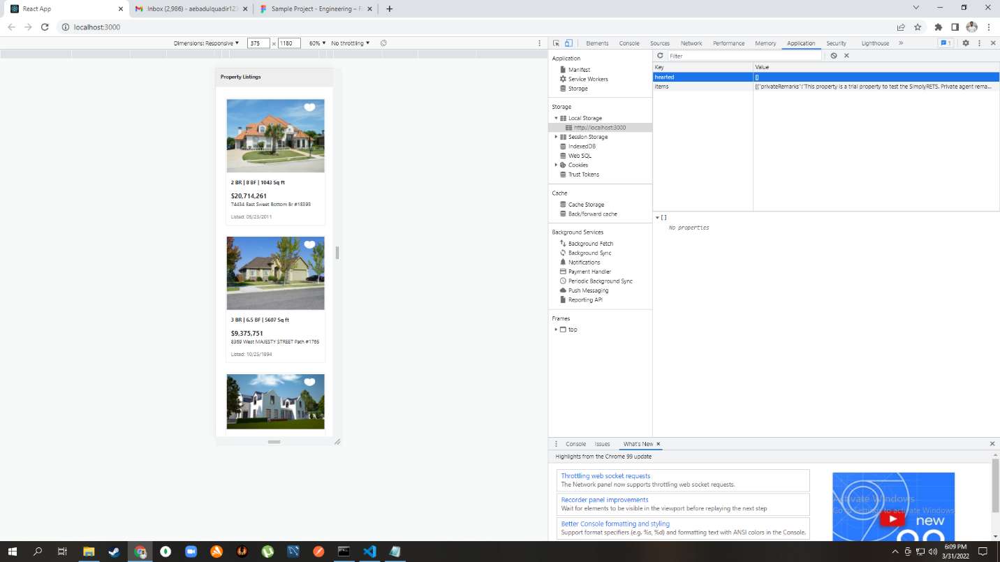 React App
Inbox (2,986) - aebadulquadir123
Sample Project - Engineering – Fi
localhost:3000
Dimensions: Responsive 375 × 1180 60% No throttling
Elements Console Sources Network Performance Memory Application Security Lighthouse » 1
Property Listings
2 BR | 8 BF | 1043 Sq ft
$20,714,261
74434 East Sweet Bottom Br #18393
Listed: 05/23/2011
3 BR | 6.5 BF | 5607 Sq ft
$9,375,751
8369 West MAJESTY STREET Path #1765
Listed: 10/25/1994
Application
Manifest
Service Workers
Storage
Storage
Local Storage
http://localhost:3000
Session Storage
IndexedDB
Web SQL
Cookies
Trust Tokens
Cache
Cache Storage
Back/forward cache
Background Services
Background Fetch
Background Sync
Notifications
Payment Handler
Periodic Background Sync
Push Messaging
Reporting API
Frames
top
Filter
Key Value
hearted []
items [{"privateRemarks":"This property is a trial property to test the SimplyRETS. Private agent rema...
[]
No properties
Console Issues What's New
Highlights from the Chrome 99 update
Throttling web socket requests
The Network panel now supports throttling web socket requests.
Recorder panel improvements
Wait for elements to be visible in the viewport before replaying the next step
Better Console formatting and styling
Support format specifiers (e.g. %s, %d) and formatting text with ANSI colors in the Console.
new
99
Activate Windows
Go to Settings to activate Windows.
6:09 PM
3/31/2022